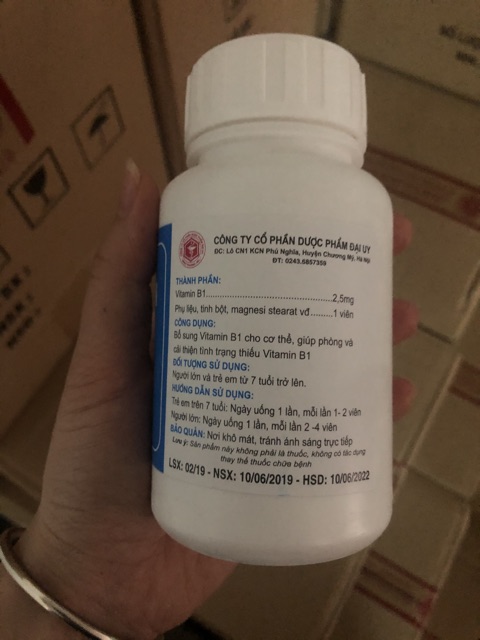 CÔNG TY CỔ PHẦN DƯỢC PHẨM ĐẠI UY
ĐC: Lô CN1 KCN Phú Nghĩa, Huyện Chương Mỹ, Hà Nội
ĐT: 0243.6857359
THÀNH PHẦN:
Vitamin B1..................................................2,5mg
Phụ liệu, tinh bột, magnesi stearat vđ.........1 viên
CÔNG DỤNG:
Bổ sung Vitamin B1 cho cơ thể, giúp phòng và
cải thiện tình trạng thiếu Vitamin B1
ĐỐI TƯỢNG SỬ DỤNG:
Người lớn và trẻ em từ 7 tuổi trở lên.
HƯỚNG DẪN SỬ DỤNG:
Trẻ em trên 7 tuổi: Ngày uống 1 lần, mỗi lần 1- 2 viên
Người lớn: Ngày uống 1 lần, mỗi lần 2 -4 viên
BẢO QUẢN: Nơi khô mát, tránh ánh sáng trực tiếp
Lưu ý: Sản phẩm này không phải là thuốc, không có tác dụng
thay thế thuốc chữa bệnh
LSX: 02/19 - NSX: 10/06/2019 - HSD: 10/06/2022